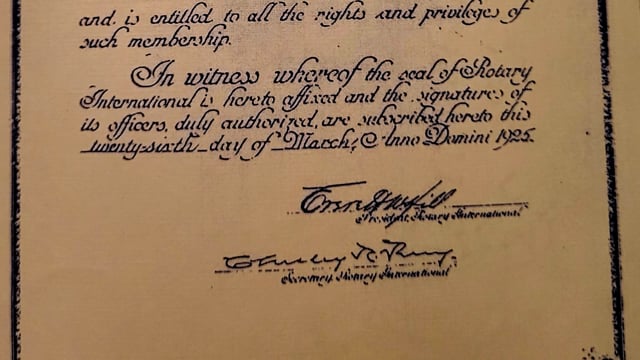 and is entitled to all the rights and privileges of
such membership.
In witness whereof the seal of Rotary
International is hereto affixed and the signatures of
its officers, duly authorized, are subscribed hereto this
twenty-sixth day of March, Anno Domini 1925.
President, Rotary International
Secretary, Rotary International